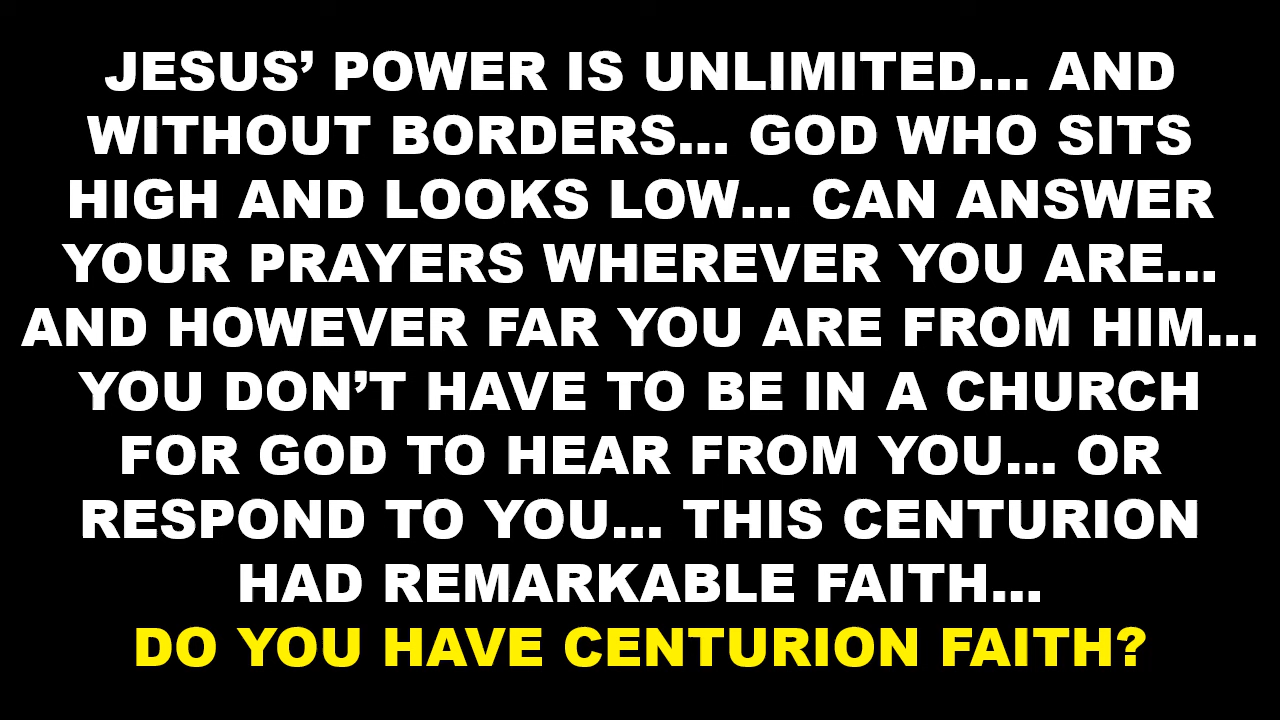 JESUS’ POWER IS UNLIMITED... AND
WITHOUT BORDERS... GOD WHO SITS
HIGH AND LOOKS LOW... CAN ANSWER
YOUR PRAYERS WHEREVER YOU ARE...
AND HOWEVER FAR YOU ARE FROM HIM...
YOU DON’T HAVE TO BE IN A CHURCH
FOR GOD TO HEAR FROM YOU... OR
RESPOND TO YOU... THIS CENTURION
HAD REMARKABLE FAITH...
DO YOU HAVE CENTURION FAITH?